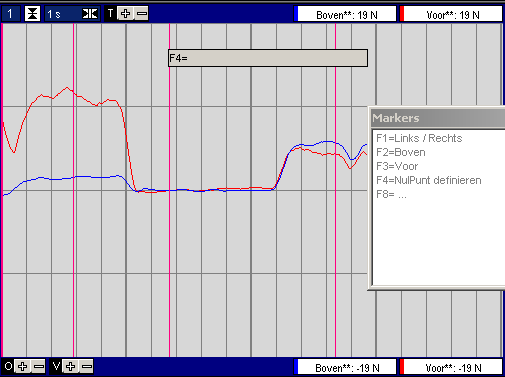 1 1 s T + − Boven**: 19 N Voor**: 19 N
F4=
Markers
F1=Links / Rechts
F2=Boven
F3=Voor
F4=NulPunt definieren
F8= ...
O + − V + − Boven**: -19 N Voor**: -19 N